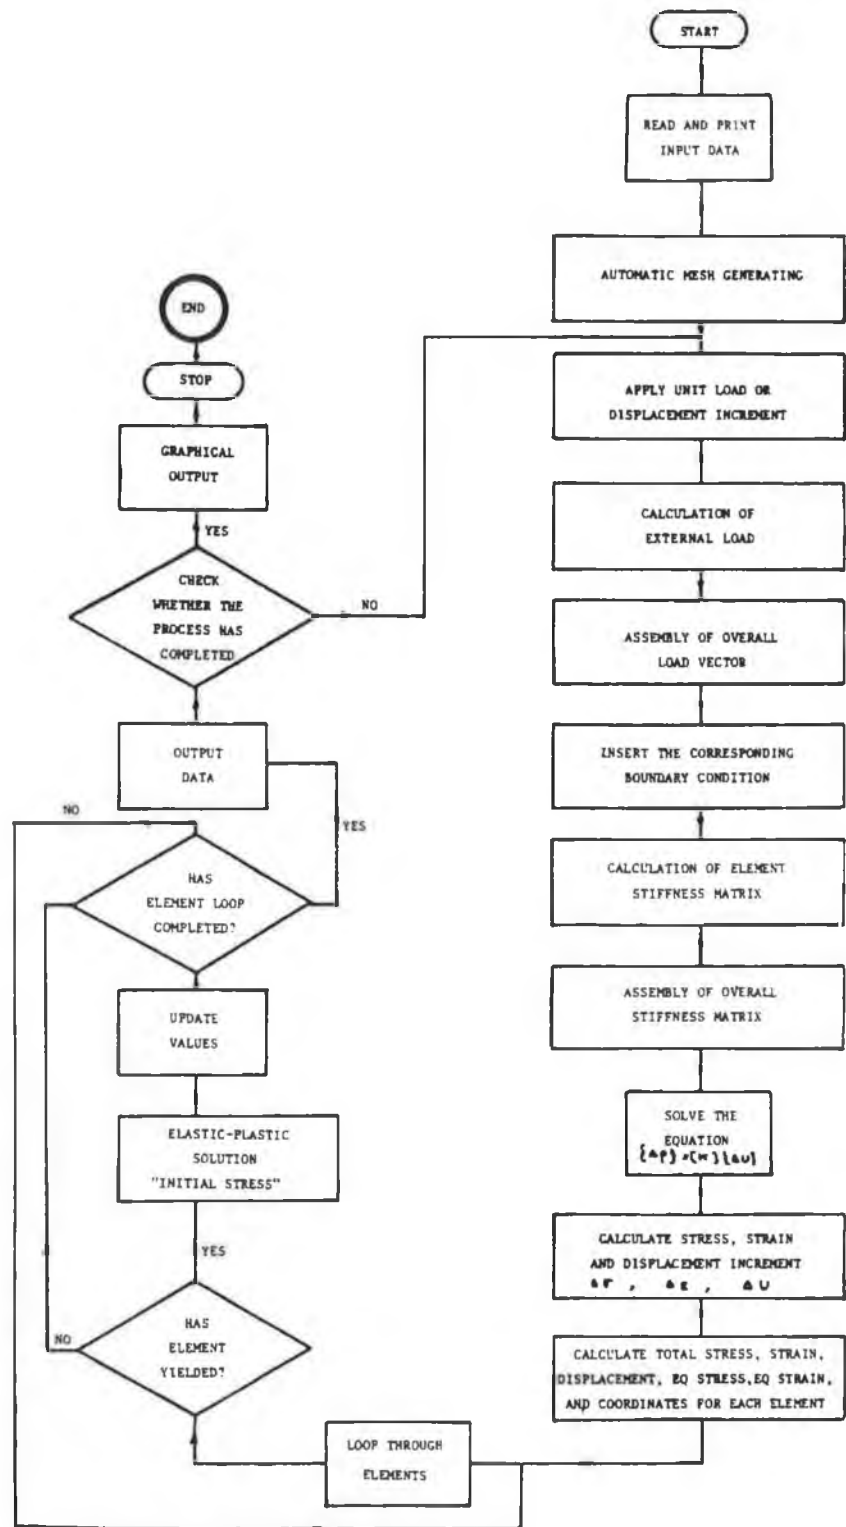 START
READ AND PRINT
INPUT DATA
AUTOMATIC MESH GENERATING
APPLY UNIT LOAD OR
DISPLACEMENT INCREMENT
CALCULATION OF
EXTERNAL LOAD
ASSEMBLY OF OVERALL
LOAD VECTOR
INSERT THE CORRESPONDING
BOUNDARY CONDITION
CALCULATION OF ELEMENT
STIFFNESS MATRIX
ASSEMBLY OF OVERALL
STIFFNESS MATRIX
SOLVE THE
EQUATION
CALCULATE STRESS, STRAIN
AND DISPLACEMENT INCREMENT
Δσ , Δε , ΔU
CALCULATE TOTAL STRESS, STRAIN,
DISPLACEMENT, EQ STRESS,EQ STRAIN,
AND COORDINATES FOR EACH ELEMENT
LOOP THROUGH
ELEMENTS
HAS
ELEMENT
YIELDED?
NO
YES
ELASTIC-PLASTIC
SOLUTION
"INITIAL STRESS"
UPDATE
VALUES
HAS
ELEMENT LOOP
COMPLETED?
NO
YES
OUTPUT
DATA
CHECK
WHETHER THE
PROCESS HAS
COMPLETED
NO
YES
GRAPHICAL
OUTPUT
STOP
END